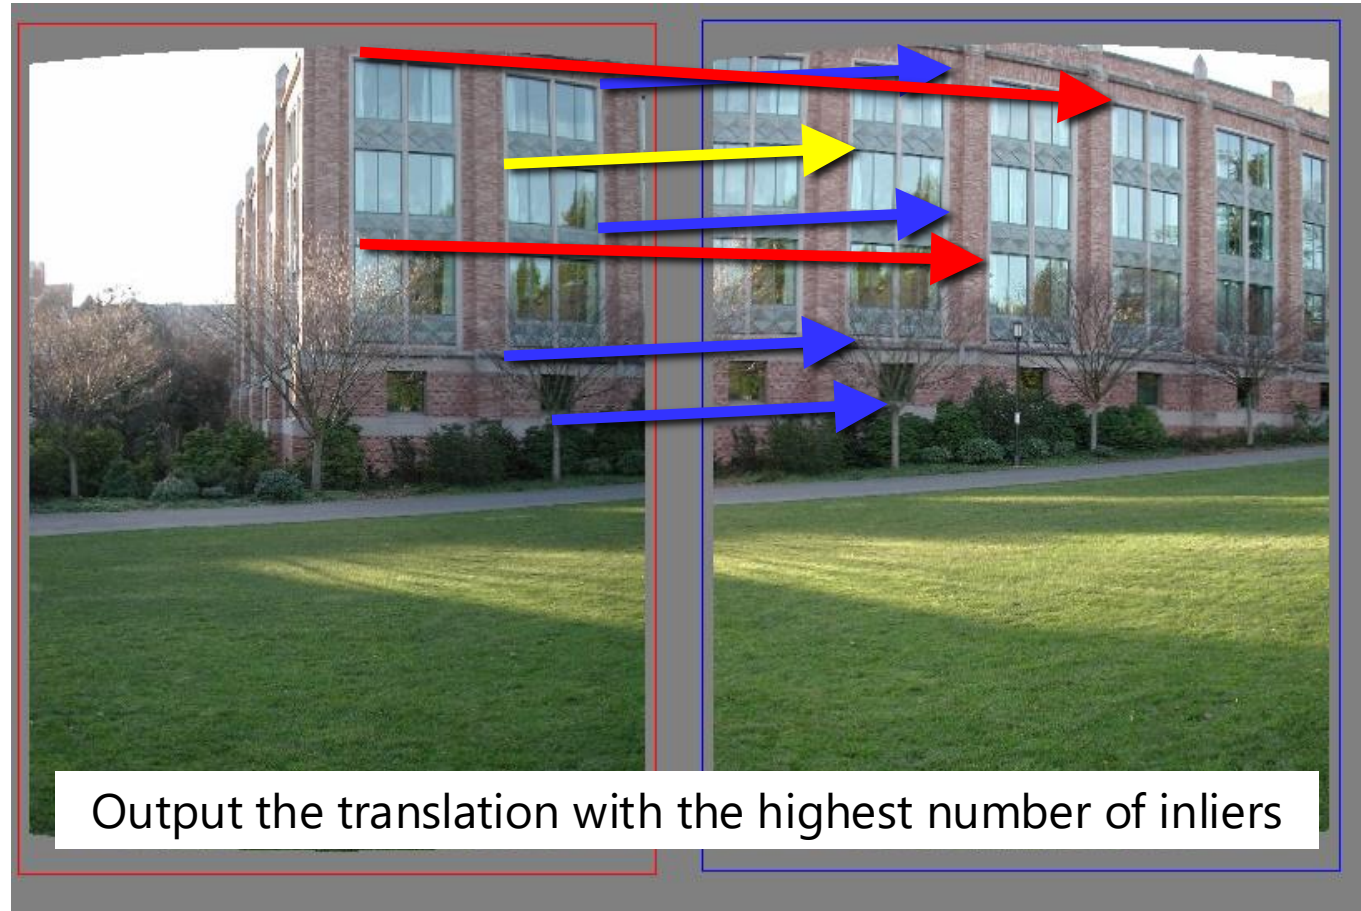 Output the translation with the highest number of inliers